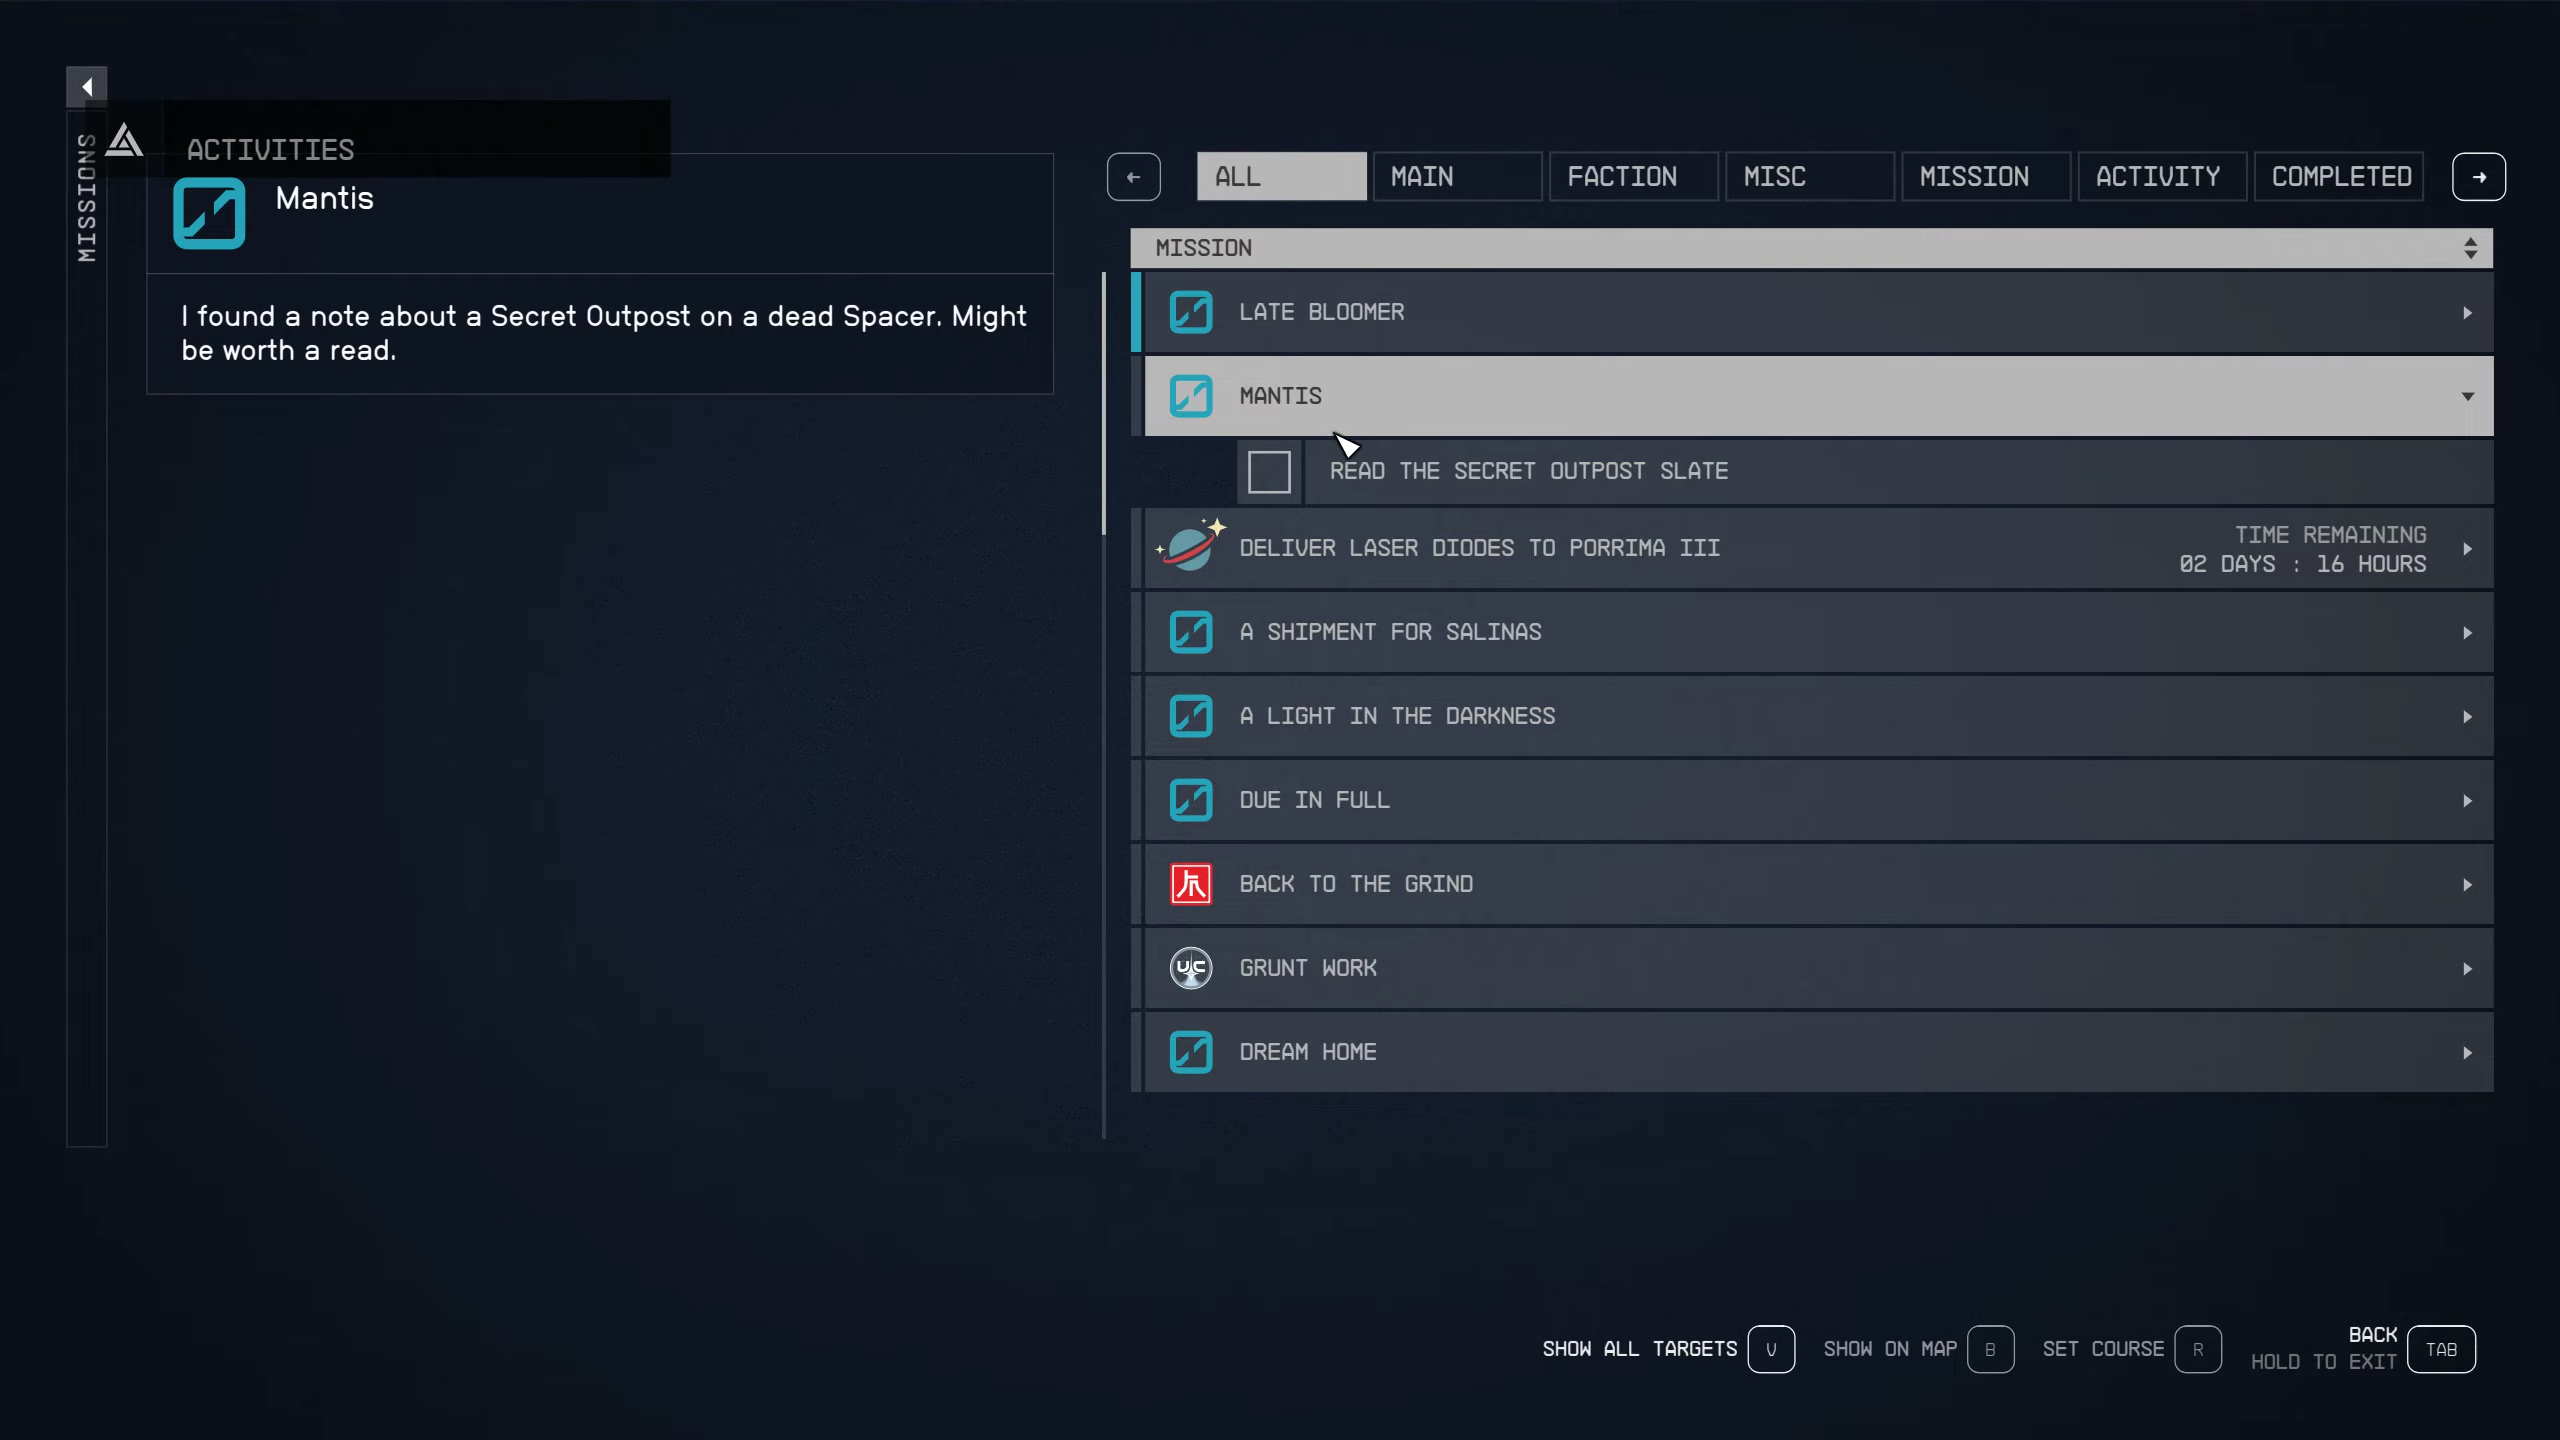 MISSIONS
ACTIVITIES
Mantis
I found a note about a Secret Outpost on a dead Spacer. Might
be worth a read.
ALL
MAIN
FACTION
MISC
MISSION
ACTIVITY
COMPLETED
MISSION
LATE BLOOMER
MANTIS
READ THE SECRET OUTPOST SLATE
DELIVER LASER DIODES TO PORRIMA III
TIME REMAINING
02 DAYS : 16 HOURS
A SHIPMENT FOR SALINAS
A LIGHT IN THE DARKNESS
DUE IN FULL
BACK TO THE GRIND
UC
GRUNT WORK
DREAM HOME
SHOW ALL TARGETS V
SHOW ON MAP B
SET COURSE R
BACK
HOLD TO EXIT
TAB